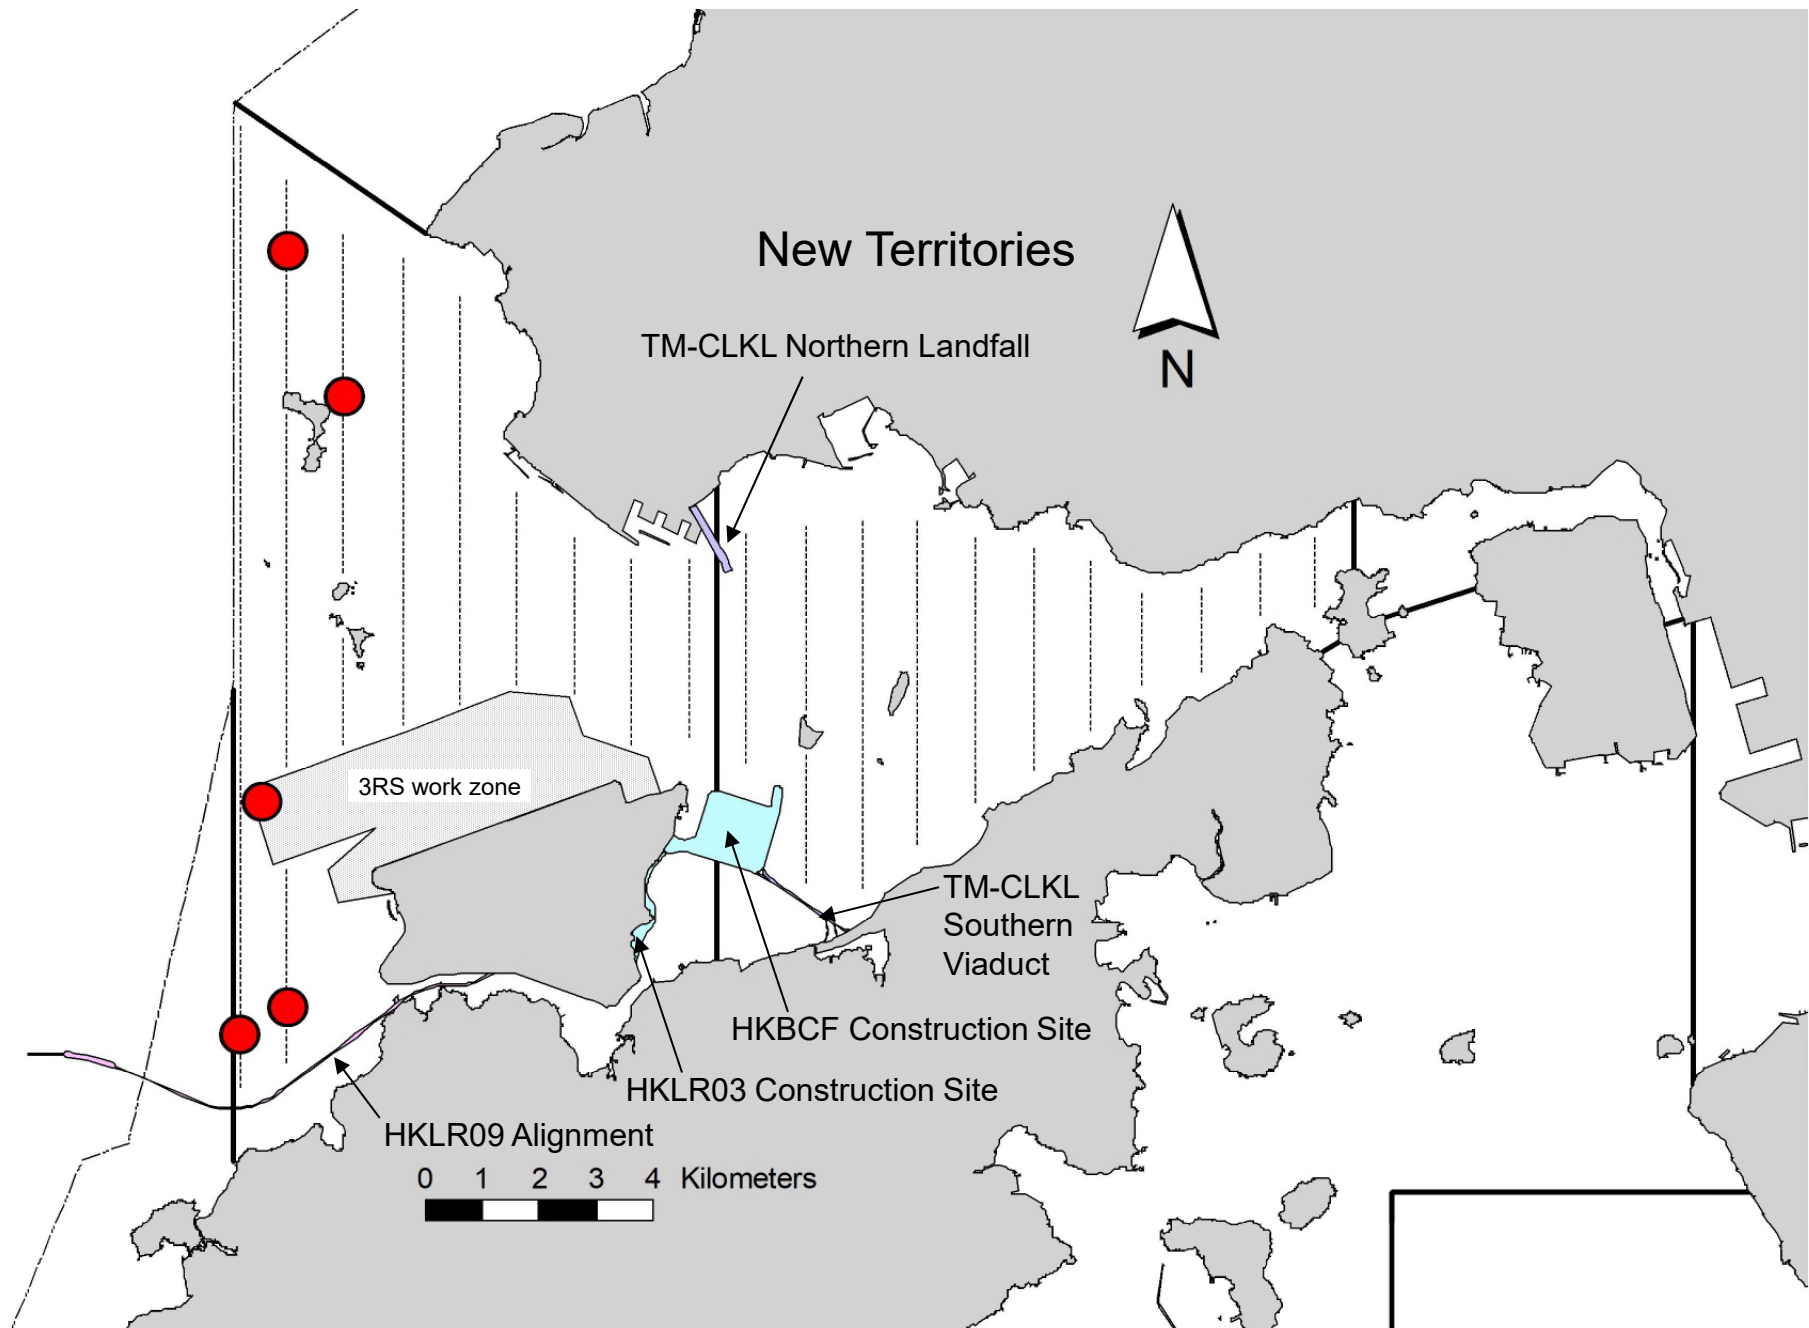 New Territories
TM-CLKL Northern Landfall
N
3RS work zone
TM-CLKL
Southern
Viaduct
HKBCF Construction Site
HKLR03 Construction Site
HKLR09 Alignment
0 1 2 3 4 Kilometers